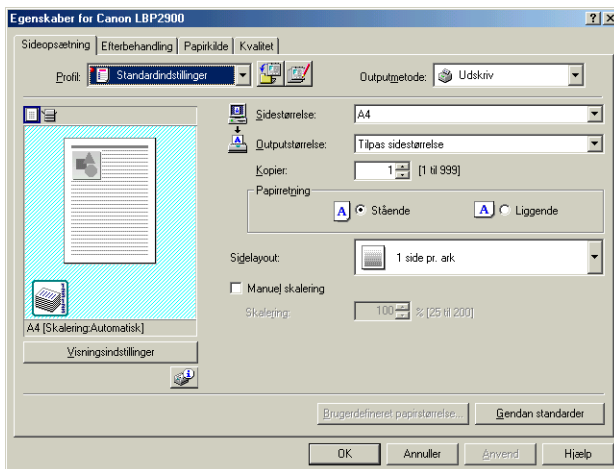 Egenskaber for Canon LBP2900
Sideopsætning Efterbehandling Papirkilde Kvalitet
Profil: Standardindstillinger Outputmetode: Udskriv
Sidestørrelse: A4
Outputstørrelse: Tilpas sidestørrelse
Kopier: 1 [1 til 999]
Papirretning
A Stående A Liggende
Sidelayout: 1 side pr. ark
Manuel skalering
Skalering: 100 % [25 til 200]
A4 [Skalering:Automatisk]
Visningsindstillinger
Brugerdefineret papirstørrelse... Gendan standarder
OK Annuller Anvend Hjælp